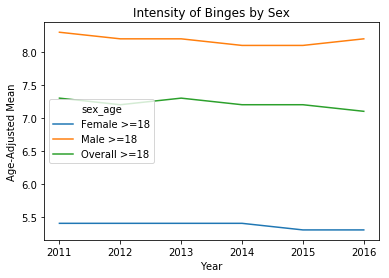 Intensity of Binges by Sex
Age-Adjusted Mean
8.0
7.5
7.0
6.5
6.0
5.5
sex_age
Female >=18
Male >=18
Overall >=18
2011 2012 2013 2014 2015 2016
Year